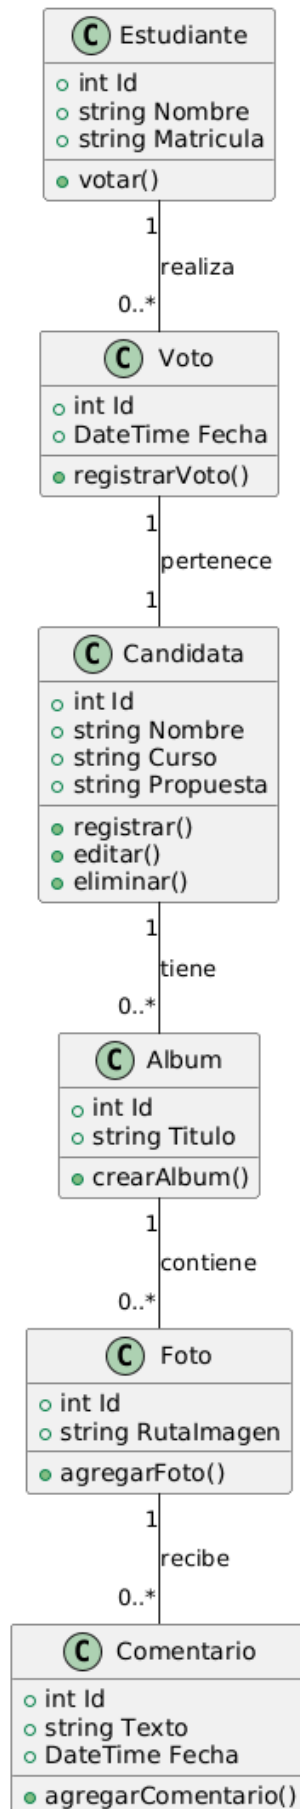 C Estudiante
int Id
string Nombre
string Matricula
votar()
1
realiza
0..*
C Voto
int Id
DateTime Fecha
registrarVoto()
1
pertenece
1
C Candidata
int Id
string Nombre
string Curso
string Propuesta
registrar()
editar()
eliminar()
1
tiene
0..*
C Album
int Id
string Titulo
crearAlbum()
1
contiene
0..*
C Foto
int Id
string RutaImagen
agregarFoto()
1
recibe
0..*
C Comentario
int Id
string Texto
DateTime Fecha
agregarComentario()